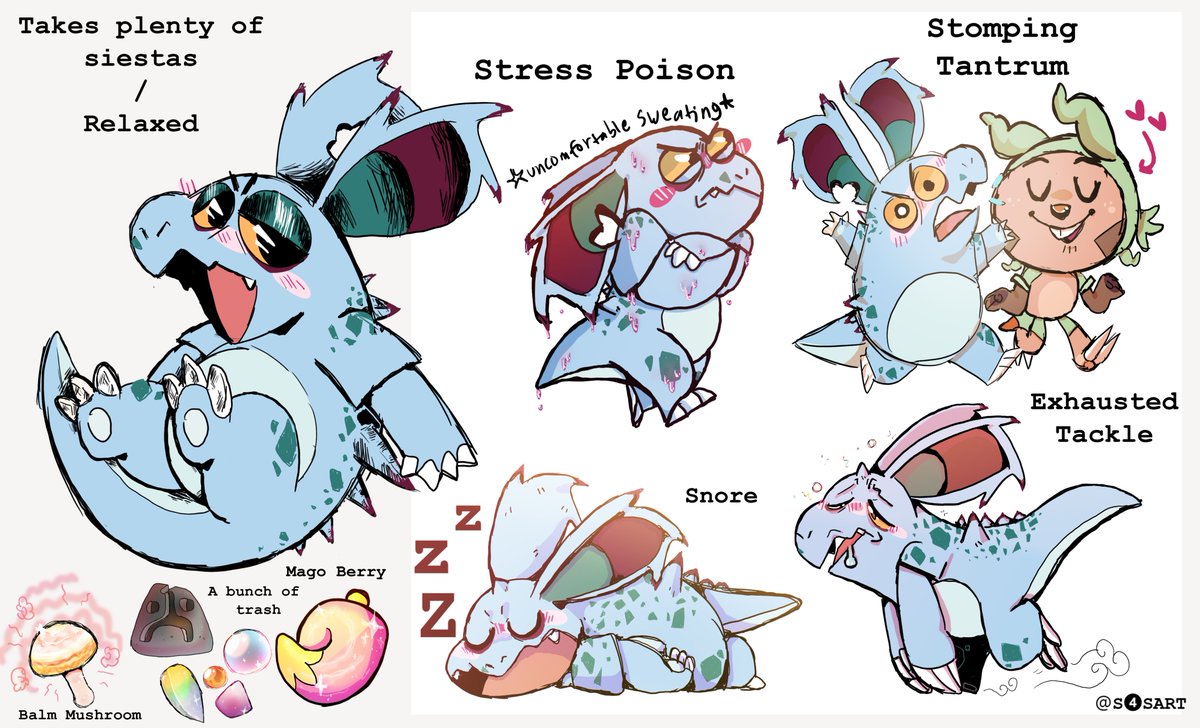 Takes plenty of
siestas
/
Relaxed
Stress Poison
*uncomfortable sweating*
Stomping
Tantrum
Exhausted
Tackle
Snore
z
z
Z
Mago Berry
A bunch of
trash
Balm Mushroom
@S4SART